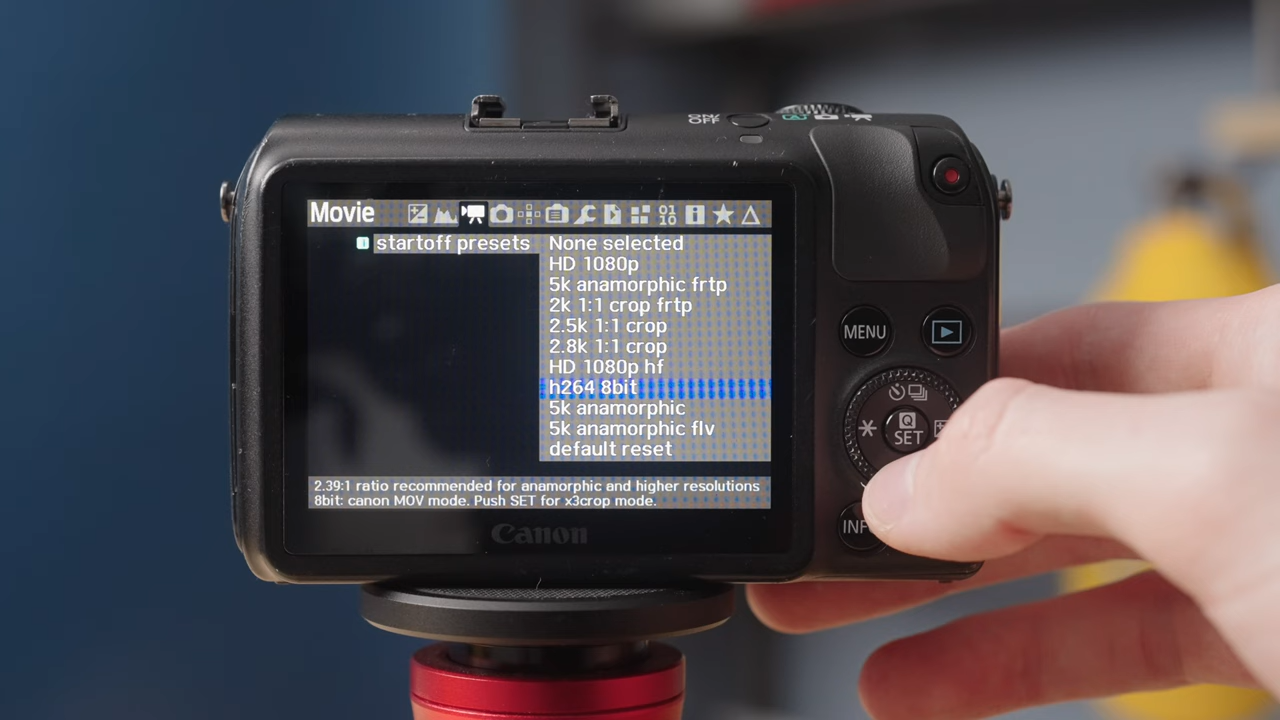 ON/
OFF
Movie
startoff presets
None selected
HD 1080p
5k anamorphic frtp
2k 1:1 crop frtp
2.5k 1:1 crop
2.8k 1:1 crop
HD 1080p hf
h264 8bit
5k anamorphic
5k anamorphic flv
default reset
2.39:1 ratio recommended for anamorphic and higher resolutions
8bit: canon MOV mode. Push SET for x3crop mode.
Canon
MENU
Q
SET
INF